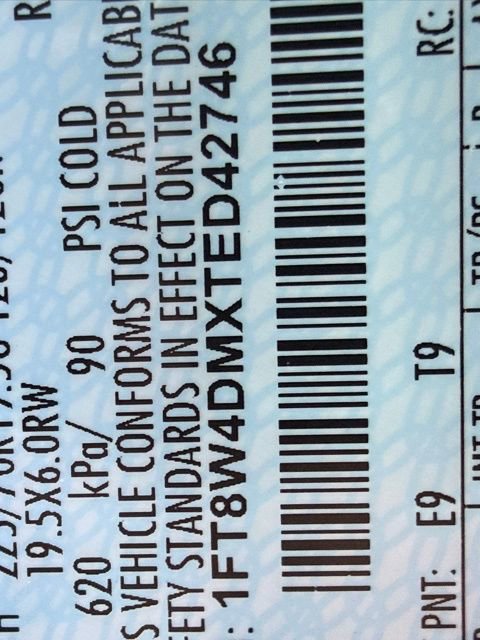 19.5X6.0RW
620 kPa/ 90 PSI COLD
S VEHICLE CONFORMS TO ALL APPLICAB
FETY STANDARDS IN EFFECT ON THE DAT
: 1FT8W4DMXTED42746
PNT: E9 T9 RC: